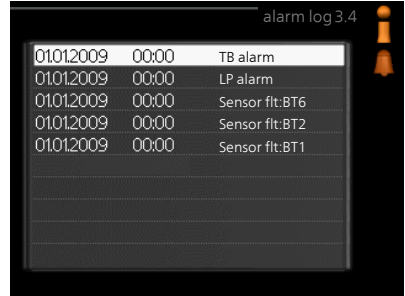 alarm log 3.4
01.01.2009 00:00 TB alarm
01.01.2009 00:00 LP alarm
01.01.2009 00:00 Sensor flt:BT6
01.01.2009 00:00 Sensor flt:BT2
01.01.2009 00:00 Sensor flt:BT1